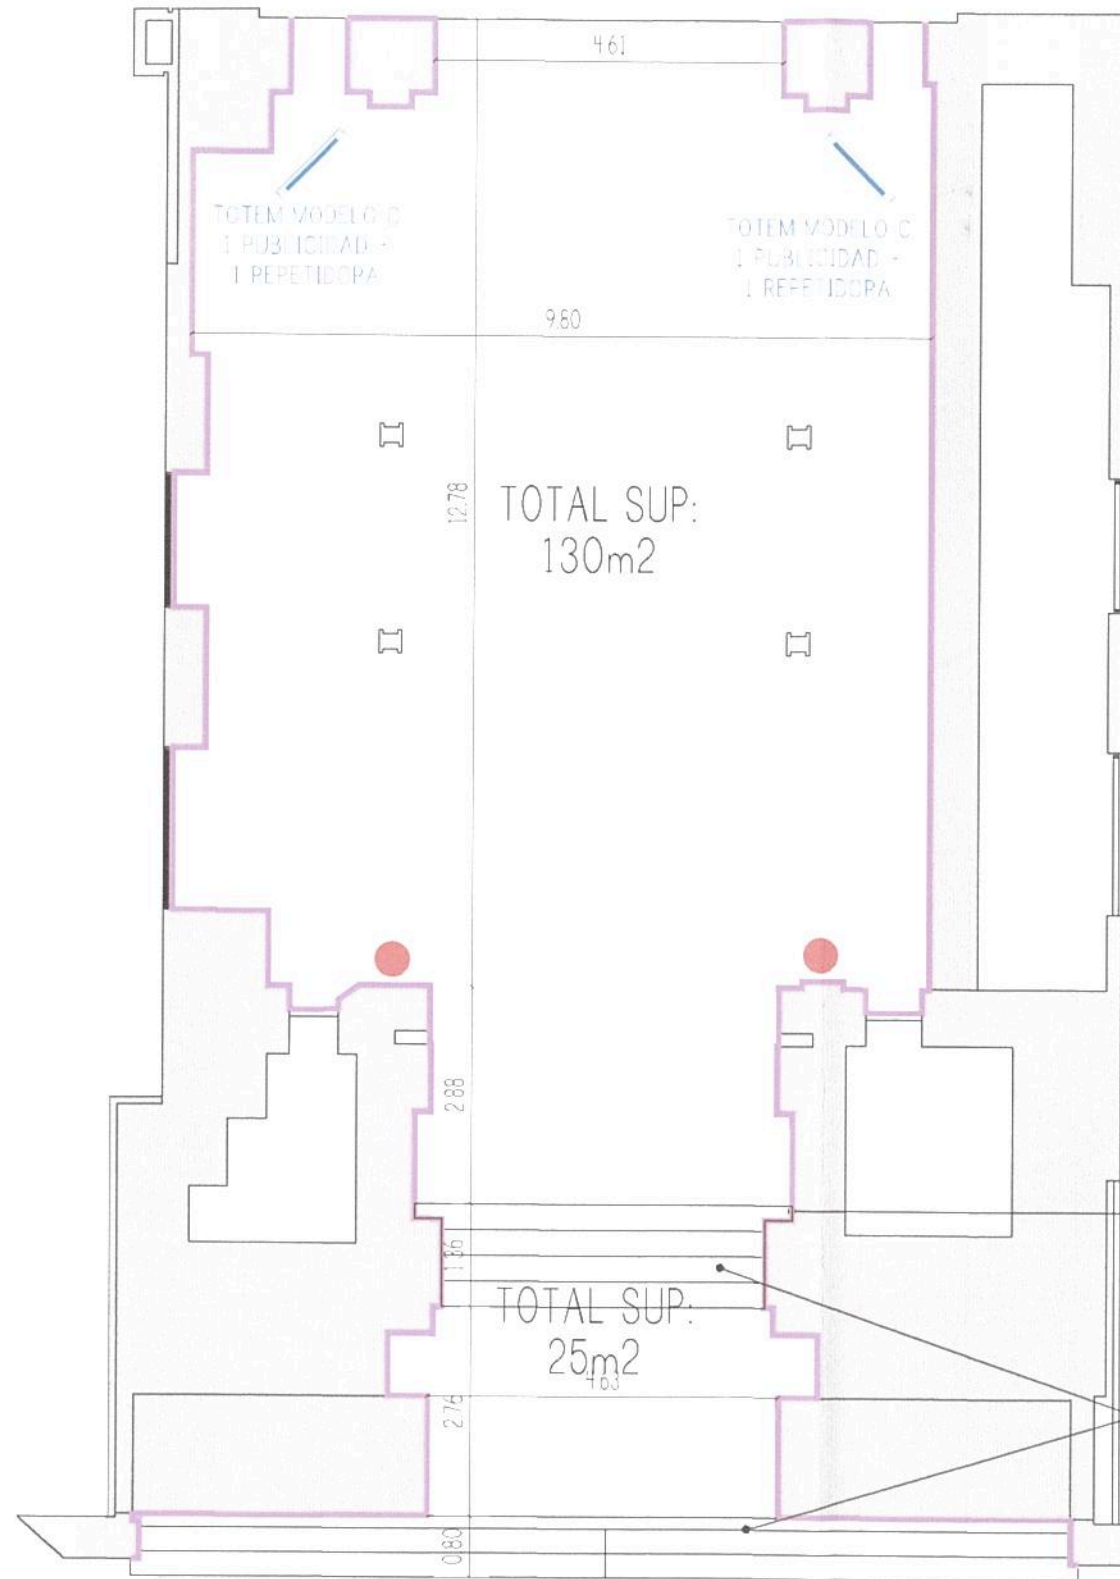 4.61
TOTEM MODELO C
1 PUBLICIDAD +
1 REPETIDORA
TOTEM MODELO C
1 PUBLICIDAD +
1 REPETIDORA
9.80
12.78
TOTAL SUP:
130m2
2.88
1.36
TOTAL SUP:
25m2
4.63
2.76
0.80